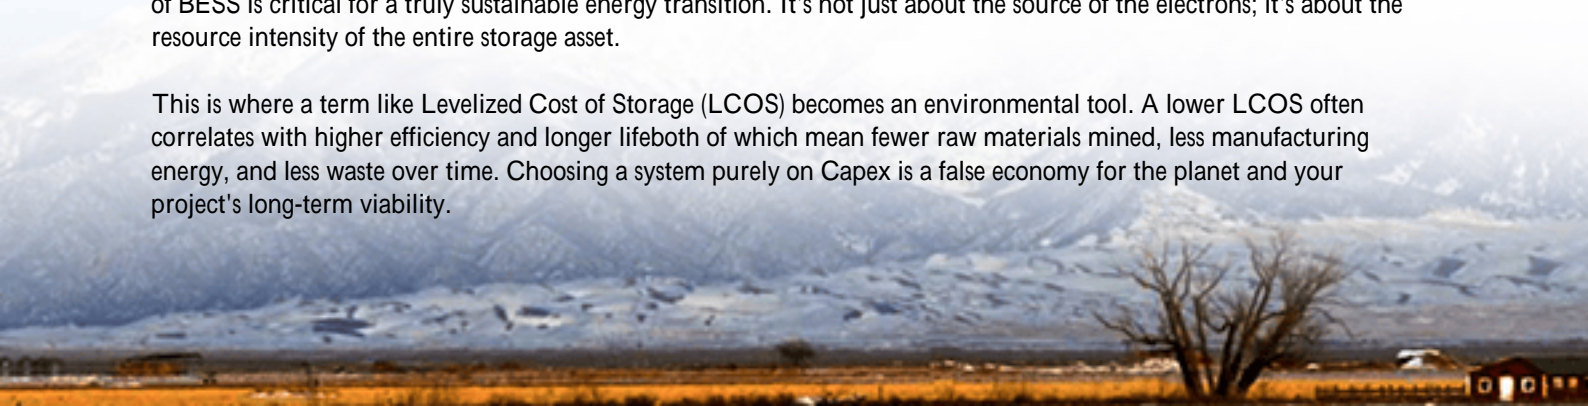 of BESS is critical for a truly sustainable energy transition. It's not just about the source of the electrons; it's about the
resource intensity of the entire storage asset.
This is where a term like Levelized Cost of Storage (LCOS) becomes an environmental tool. A lower LCOS often
correlates with higher efficiency and longer lifeboth of which mean fewer raw materials mined, less manufacturing
energy, and less waste over time. Choosing a system purely on Capex is a false economy for the planet and your
project's long-term viability.